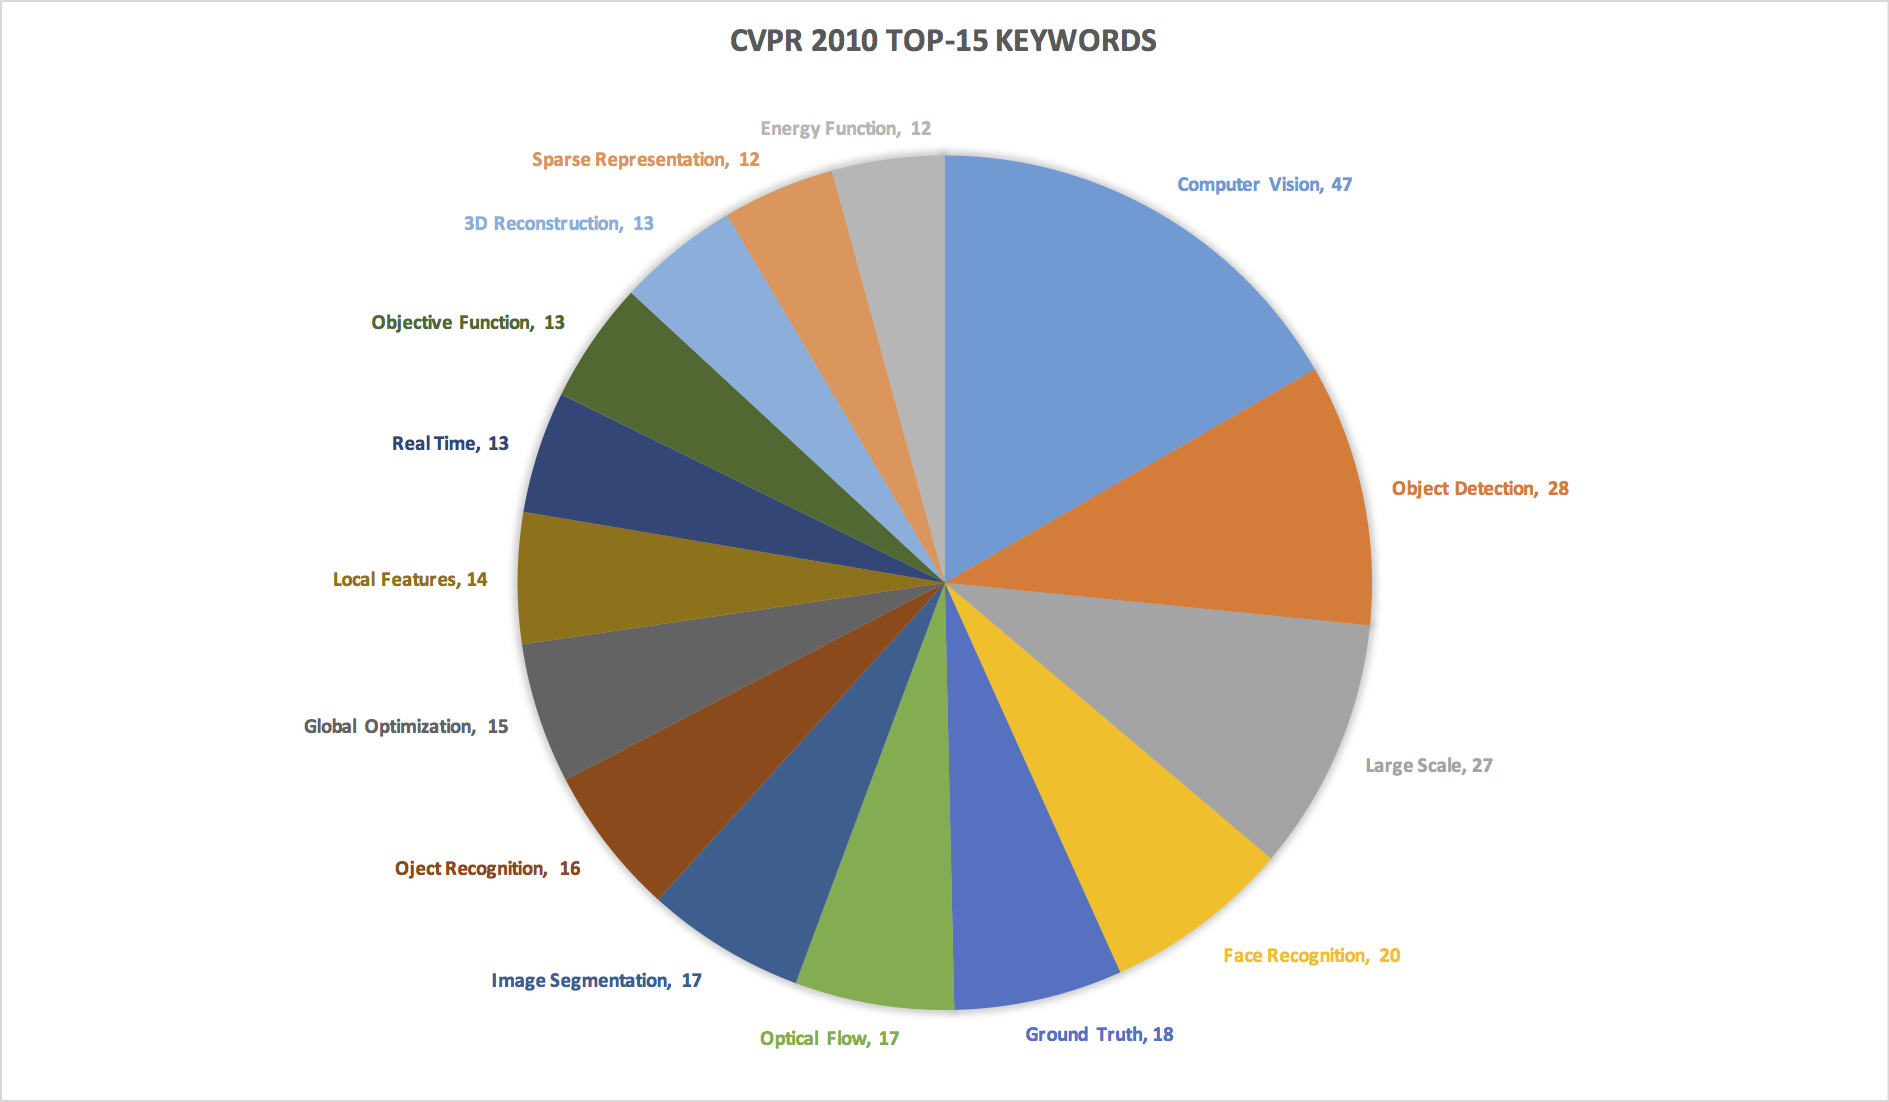 CVPR 2010 TOP-15 KEYWORDS
Energy Function, 12
Sparse Representation, 12
Computer Vision, 47
3D Reconstruction, 13
Objective Function, 13
Real Time, 13
Object Detection, 28
Local Features, 14
Global Optimization, 15
Large Scale, 27
Oject Recognition, 16
Face Recognition, 20
Image Segmentation, 17
Optical Flow, 17
Ground Truth, 18